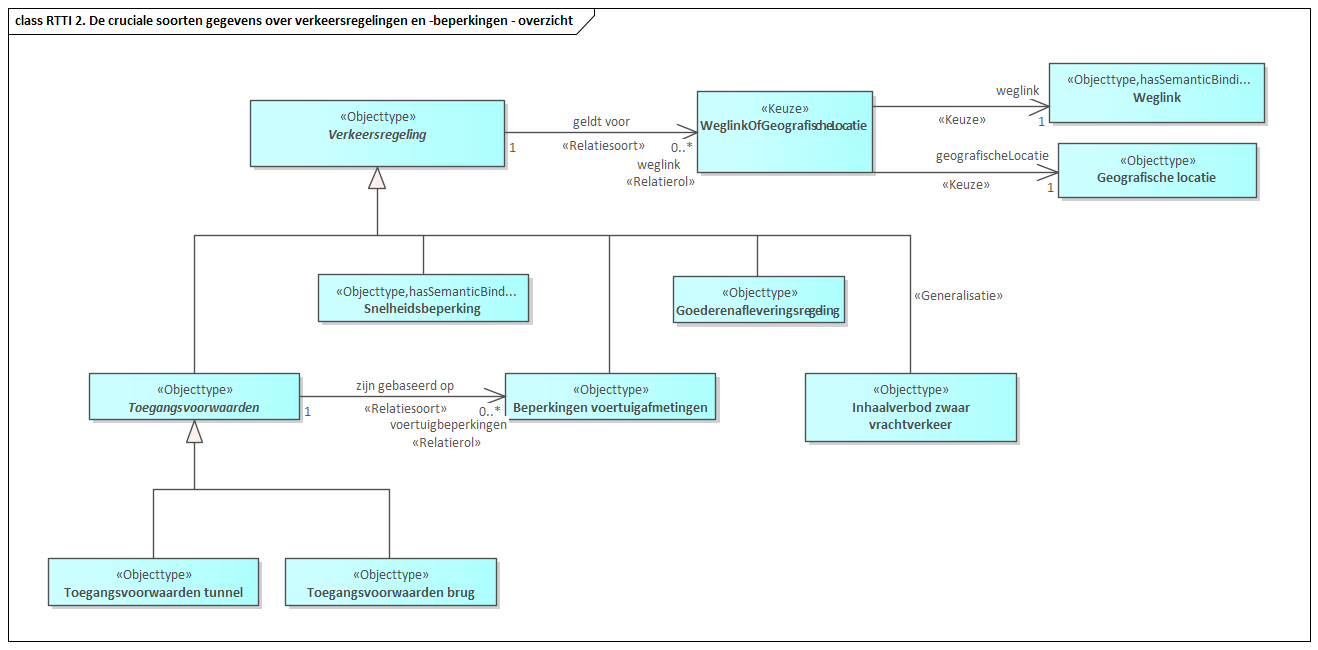 class RTTI 2. De cruciale soorten gegevens over verkeersregelingen en -beperkingen - overzicht
«Objecttype»
Verkeersregeling
geldt voor
«Relatiesoort»
1
0..*
weglink
«Relatierol»
«Keuze»
WeglinkOfGeografischeLocatie
weglink
«Keuze»
1
«Objecttype,hasSemanticBindi...
Weglink
geografischeLocatie
«Keuze»
1
«Objecttype»
Geografische locatie
«Objecttype,hasSemanticBind...
Snelheidsbeperking
«Objecttype»
Goederenafleveringsregeling
«Generalisatie»
«Objecttype»
Toegangsvoorwaarden
zijn gebaseerd op
«Relatiesoort»
1
0..*
voertuigbeperkingen
«Relatierol»
«Objecttype»
Beperkingen voertuigafmetingen
«Objecttype»
Inhaalverbod zwaar
vrachtverkeer
«Objecttype»
Toegangsvoorwaarden tunnel
«Objecttype»
Toegangsvoorwaarden brug